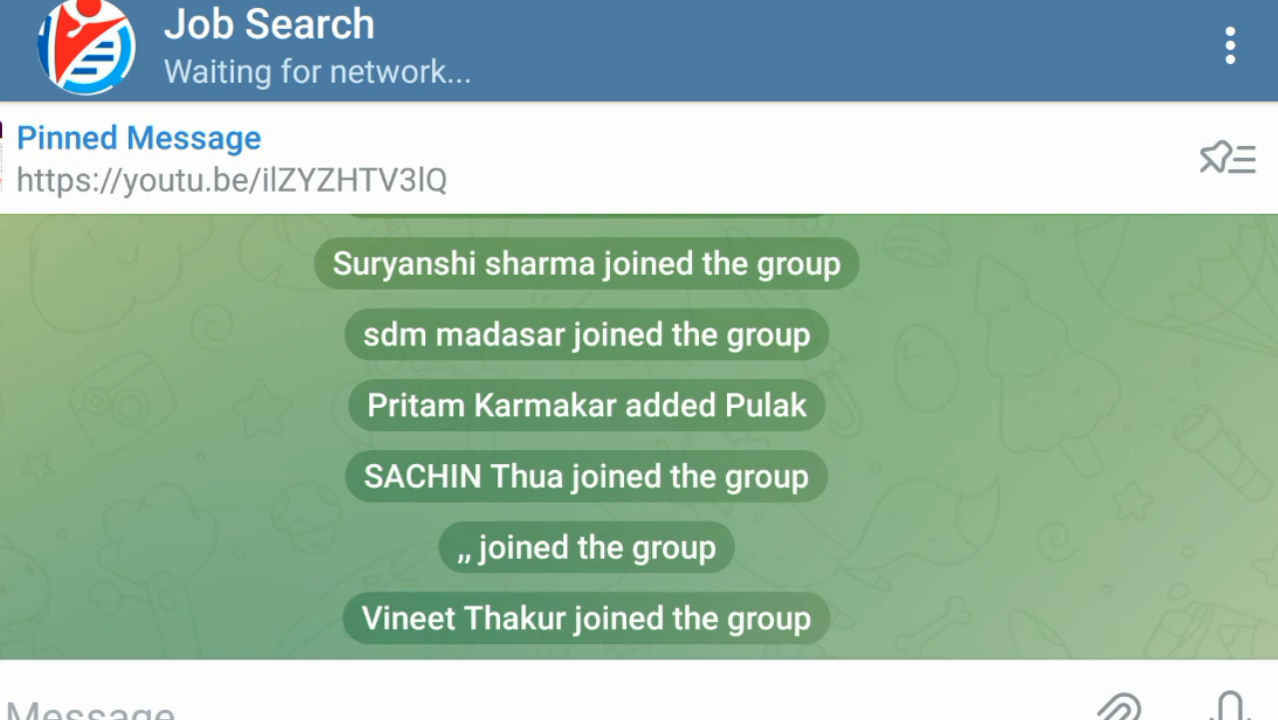 Job Search
Waiting for network...
Pinned Message
https://youtu.be/ilZYZHTV3lQ
Suryanshi sharma joined the group
sdm madasar joined the group
Pritam Karmakar added Pulak
SACHIN Thua joined the group
,, joined the group
Vineet Thakur joined the group
Message